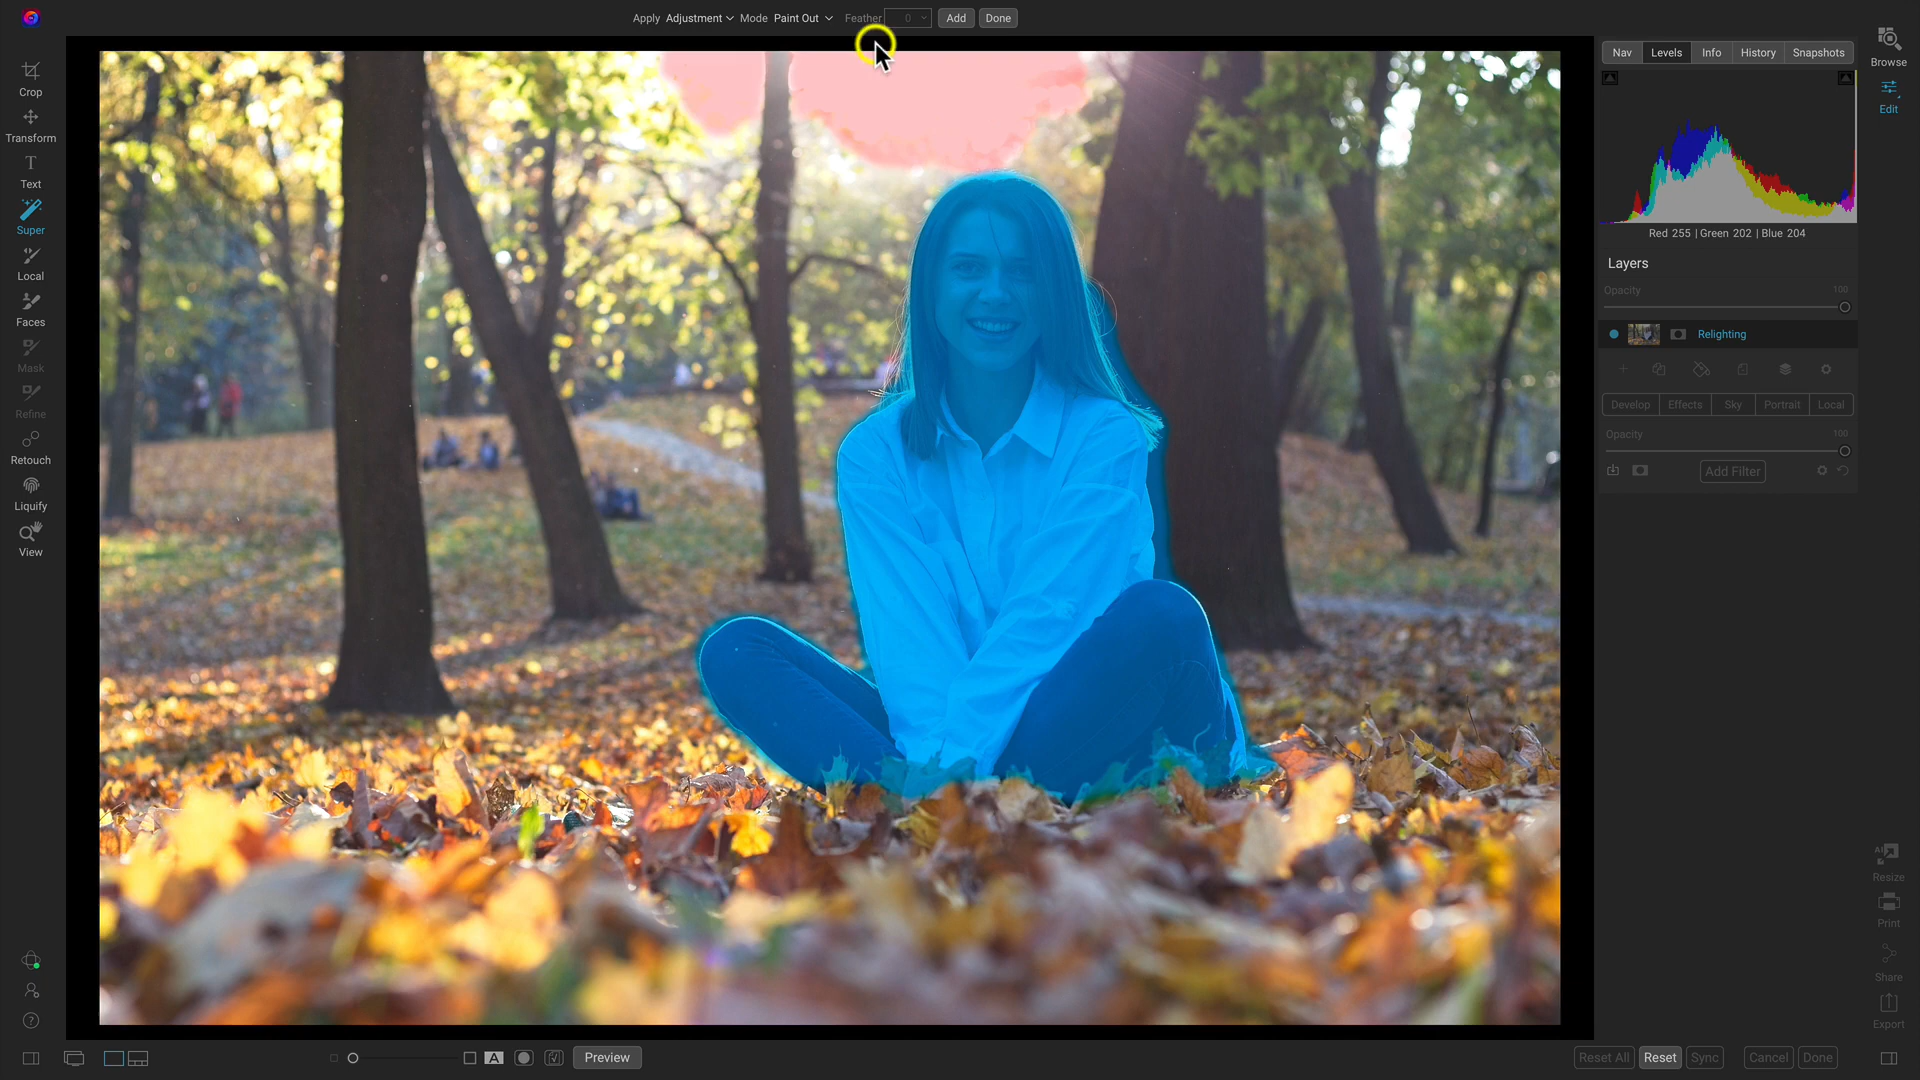 Apply Adjustment Mode Paint Out Feather 0 Add Done
Crop
Transform
Text
Super
Local
Faces
Mask
Refine
Retouch
Liquify
View
Nav Levels Info History Snapshots
Red 255 | Green 202 | Blue 204
Layers
Opacity 100
Relighting
Develop Effects Sky Portrait Local
Opacity 100
Add Filter
Browse
Edit
AI
Resize
Print
Share
Export
A Preview
Reset All Reset Sync Cancel Done